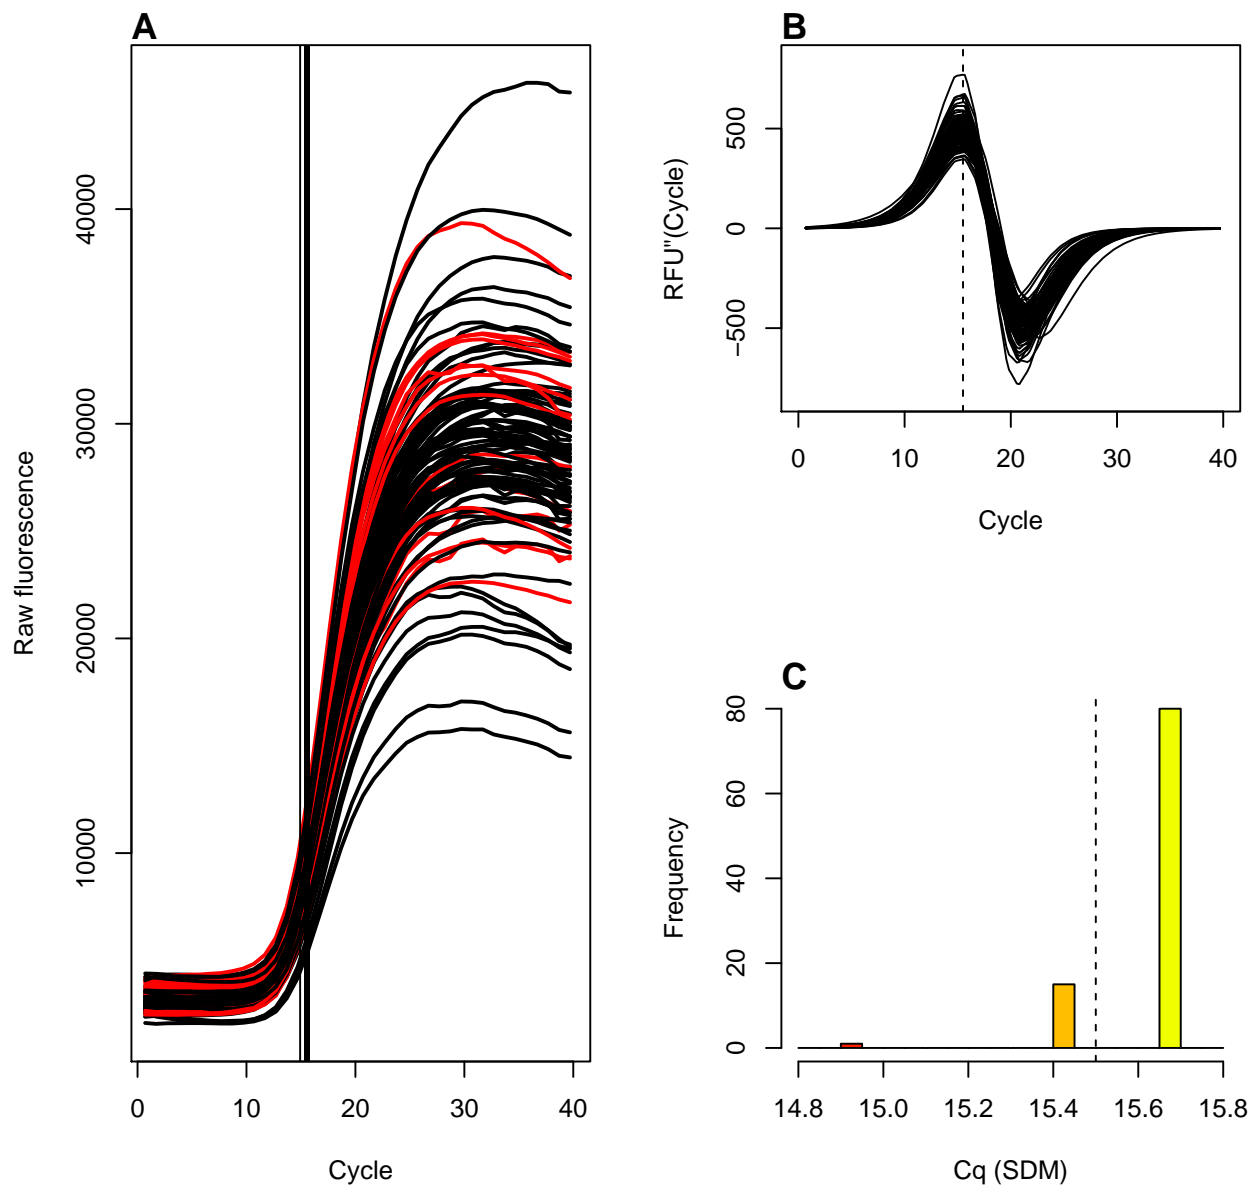 A
Raw fluorescence
40000
30000
20000
10000
0 10 20 30 40
Cycle
B
RFU"(Cycle)
500
0
−500
0 10 20 30 40
Cycle
C
Frequency
80
60
40
20
0
14.8 15.0 15.2 15.4 15.6 15.8
Cq (SDM)